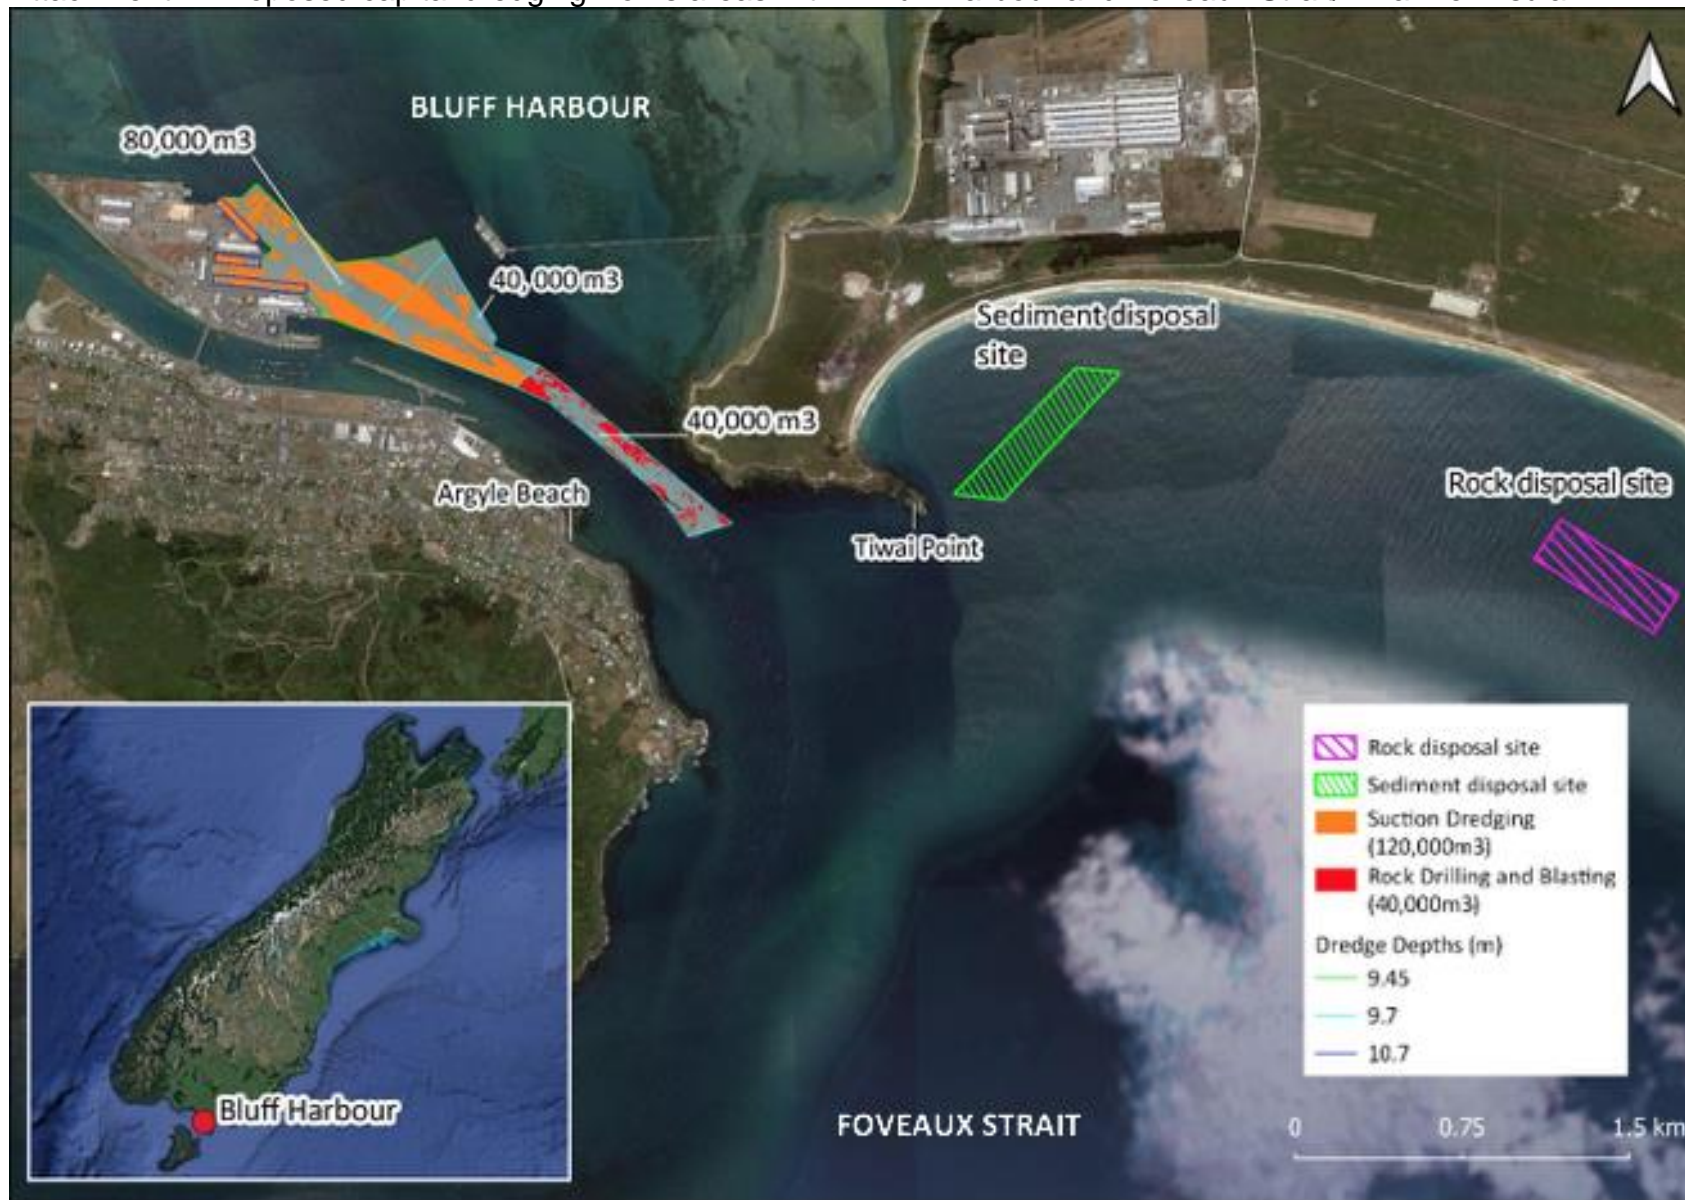 BLUFF HARBOUR
80,000 m3
40, 000 m3
Sediment disposal
site
40,000 m3
Argyle Beach
Rock disposal site
Tiwai Point
Rock disposal site
Sediment disposal site
Suction Dredging
(120,000m3)
Rock Drilling and Blasting
(40,000m3)
Dredge Depths (m)
9.45
9.7
10.7
Bluff Harbour
FOVEAUX STRAIT
0 0.75 1.5 km